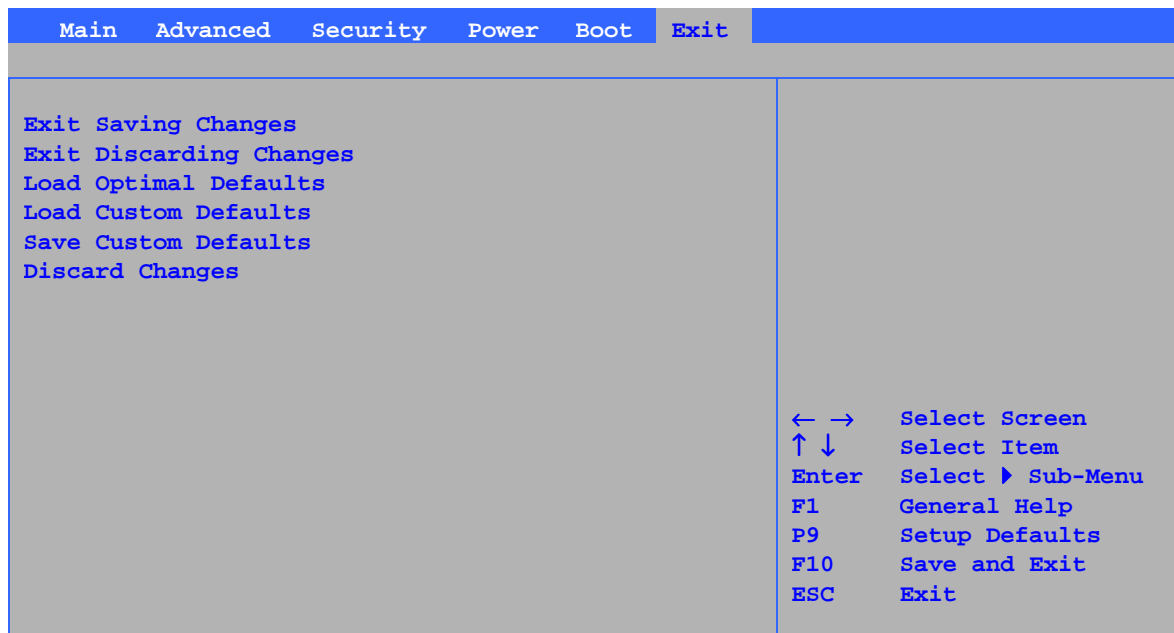 Main Advanced Security Power Boot Exit
Exit Saving Changes
Exit Discarding Changes
Load Optimal Defaults
Load Custom Defaults
Save Custom Defaults
Discard Changes
← → Select Screen
↑ ↓ Select Item
Enter Select ▶ Sub-Menu
F1 General Help
P9 Setup Defaults
F10 Save and Exit
ESC Exit